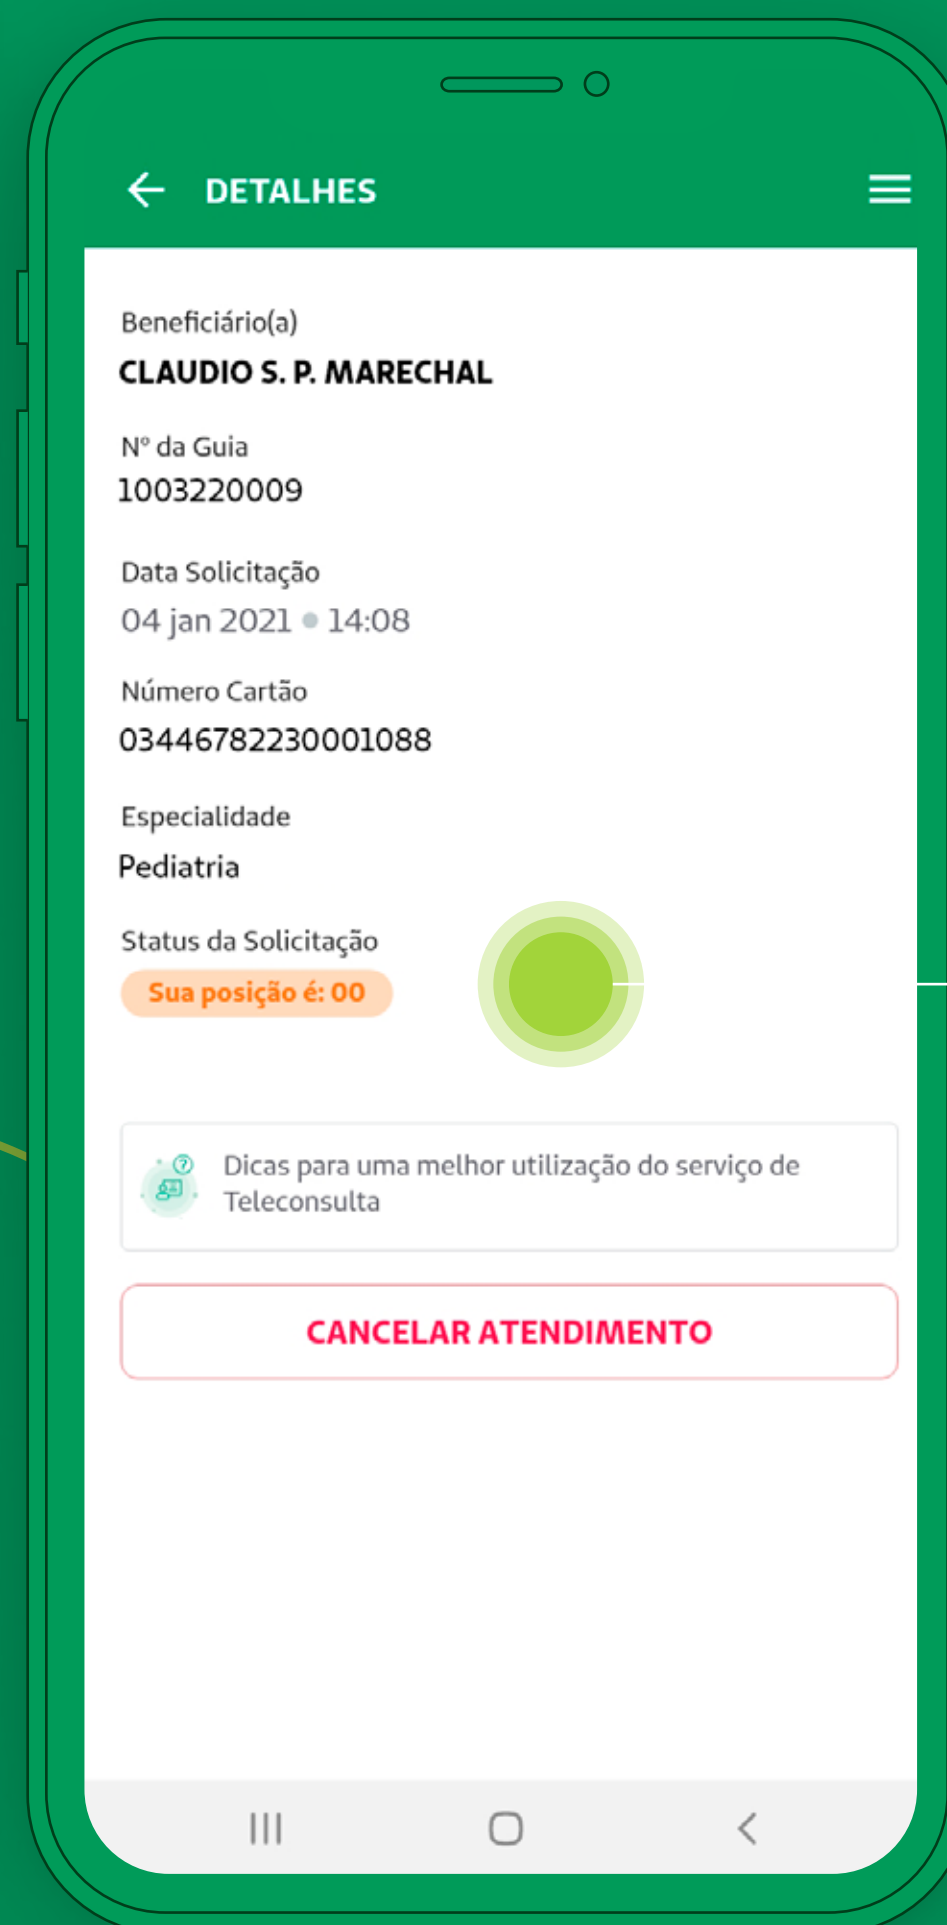 DETALHES
Beneficiário(a)
CLAUDIO S. P. MARECHAL
Nº da Guia
1003220009
Data Solicitação
04 jan 2021 • 14:08
Número Cartão
03446782230001088
Especialidade
Pediatria
Status da Solicitação
Sua posição é: 00
Dicas para uma melhor utilização do serviço de
Teleconsulta
CANCELAR ATENDIMENTO